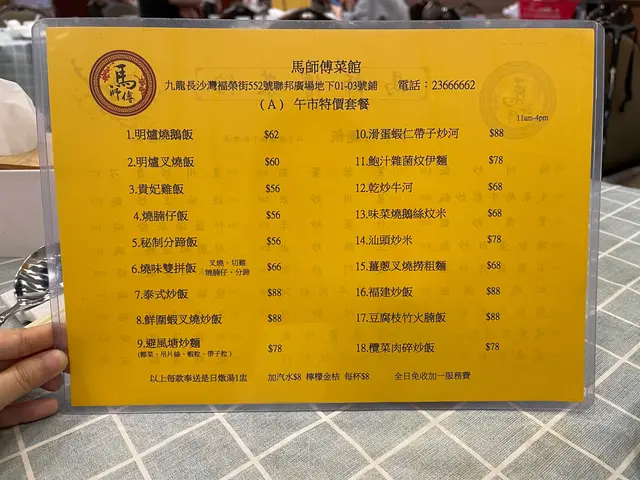 馬師傅
馬師傅菜館
九龍長沙灣福榮街552號聯邦廣場地下01-03號鋪 電話：23666662
（A） 午市特價套餐
11am-4pm
1.明爐燒鵝飯 $62
2.明爐叉燒飯 $60
3.貴妃雞飯 $56
4.燒腩仔飯 $56
5.秘制分蹄飯 $56
6.燒味雙拼飯 叉燒、切雞 燒腩仔、分蹄 $66
7.泰式炒飯 $88
8.鮮圍蝦叉燒炒飯 $88
9.避風塘炒麵 $78
(椰菜、吊片絲、蝦粒、帶子粒)
10.滑蛋蝦仁帶子炒河 $88
11.鮑汁雜菌炆伊麵 $78
12.乾炒牛河 $68
13.味菜燒鵝絲炆米 $68
14.汕頭炒米 $78
15.薑蔥叉燒撈粗麵 $68
16.福建炒飯 $88
17.豆腐枝竹火腩飯 $88
18.欖菜肉碎炒飯 $78
以上每款奉送是日燉湯1盅 加汽水$8 檸檬金桔 每杯$8 全日免收加一服務費